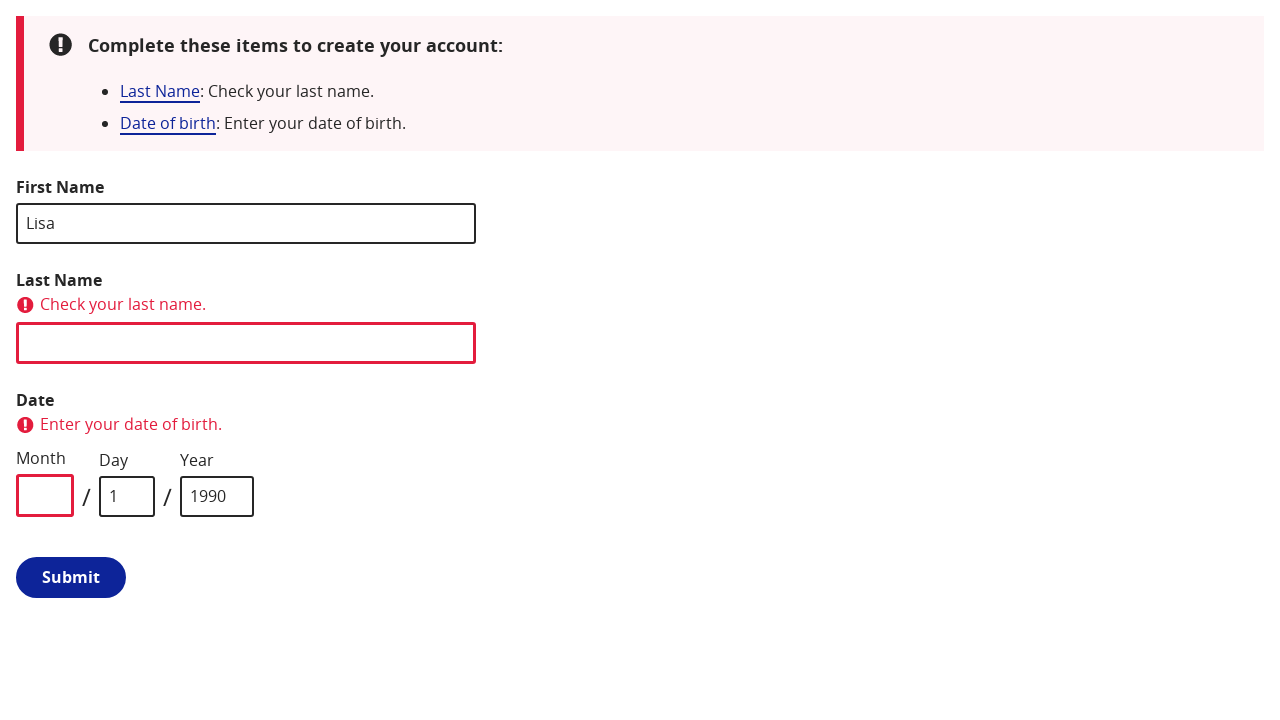 Complete these items to create your account:
Last Name: Check your last name.
Date of birth: Enter your date of birth.
First Name
Lisa
Last Name
Check your last name.
Date
Enter your date of birth.
Month Day Year
/ 1 / 1990
Submit